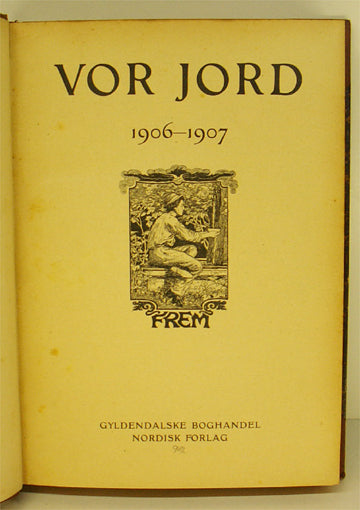 VOR JORD
1906–1907
FREM
GYLDENDALSKE BOGHANDEL
NORDISK FORLAG